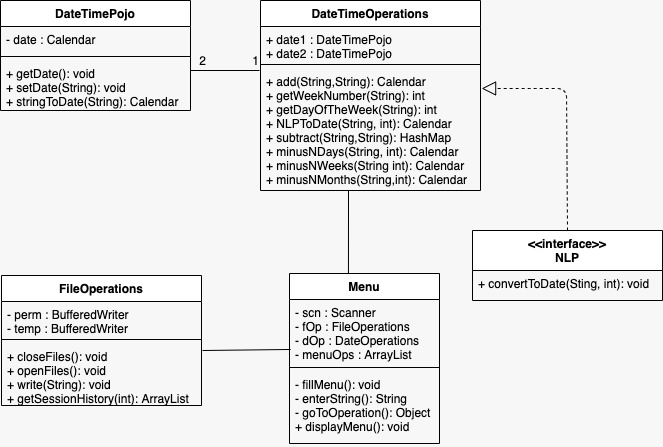 DateTimePojo
- date : Calendar
+ getDate(): void
+ setDate(String): void
+ stringToDate(String): Calendar
2
1
DateTimeOperations
+ date1 : DateTimePojo
+ date2 : DateTimePojo
+ add(String,String): Calendar
+ getWeekNumber(String): int
+ getDayOfTheWeek(String): int
+ NLPToDate(String, int): Calendar
+ subtract(String,String): HashMap
+ minusNDays(String, int): Calendar
+ minusNWeeks(String int): Calendar
+ minusNMonths(String,int): Calendar
<<interface>>
NLP
+ convertToDate(Sting, int): void
FileOperations
- perm : BufferedWriter
- temp : BufferedWriter
+ closeFiles(): void
+ openFiles(): void
+ write(String): void
+ getSessionHistory(int): ArrayList
Menu
- scn : Scanner
- fOp : FileOperations
- dOp : DateOperations
- menuOps : ArrayList
- fillMenu(): void
- enterString(): String
- goToOperation(): Object
+ displayMenu(): void